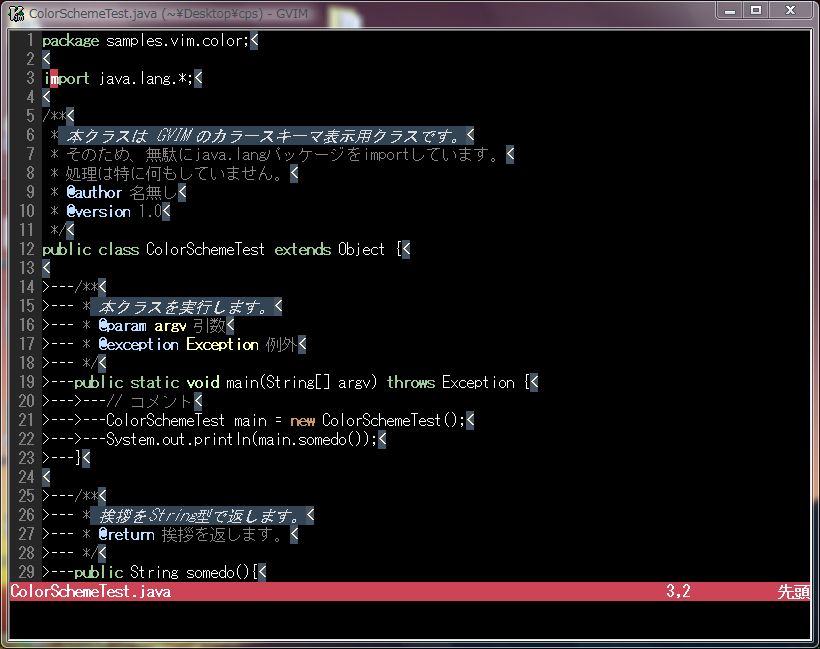 ColorSchemeTest.java (~¥Desktop¥cps) - GVIM
1 package samples.vim.color;<
2 <
3 import java.lang.*;<
4 <
5 /**<
6  * 本クラスは GVIMのカラースキーマ表示用クラスです。<
7  * そのため、無駄にjava.langパッケージをimportしています。<
8  * 処理は特に何もしていません。<
9  * @author 名無し<
10  * @version 1.0<
11  */<
12 public class ColorSchemeTest extends Object {<
13 <
14 >---/**<
15 >--- * 本クラスを実行します。<
16 >--- * @param argv 引数<
17 >--- * @exception Exception 例外<
18 >--- */<
19 >---public static void main(String[] argv) throws Exception {<
20 >--->---// コメント<
21 >--->---ColorSchemeTest main = new ColorSchemeTest();<
22 >--->---System.out.println(main.somedo());<
23 >---}<
24 <
25 >---/**<
26 >--- * 挨拶をString型で返します。<
27 >--- * @return 挨拶を返します。<
28 >--- */<
29 >---public String somedo(){<
ColorSchemeTest.java 3,2 先頭